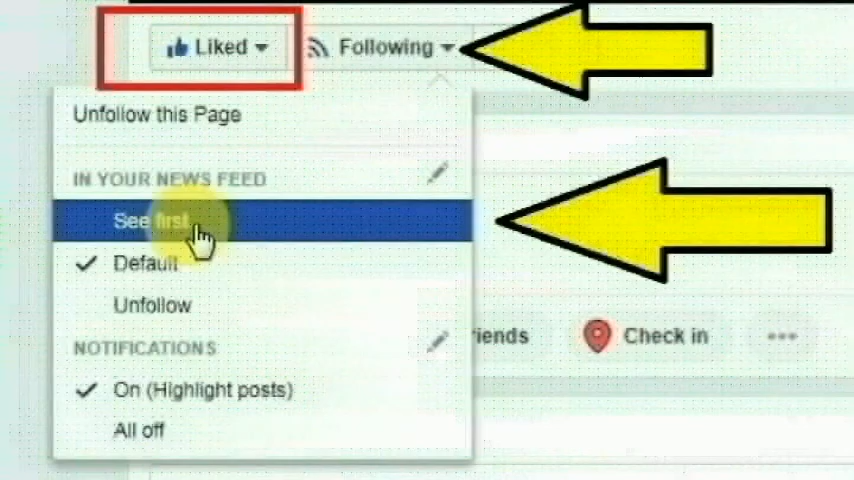 Liked
Following
Unfollow this Page
IN YOUR NEWS FEED
See first
Default
Unfollow
NOTIFICATIONS
riends
Check in
On (Highlight posts)
All off